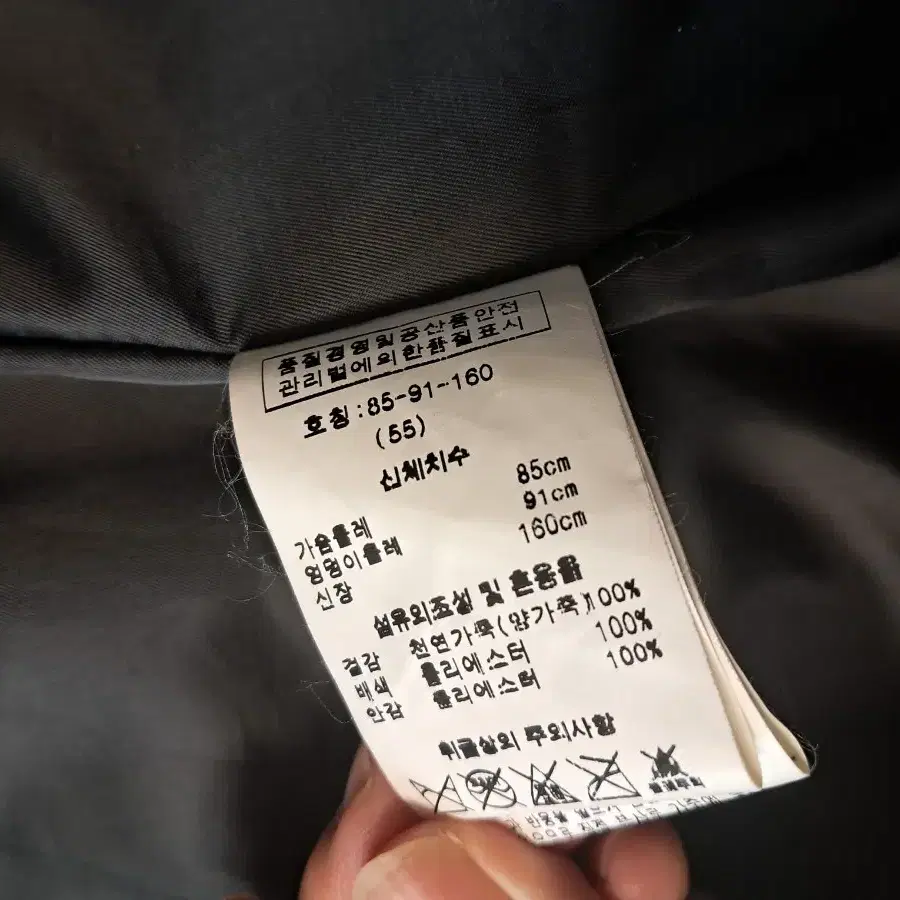 품질경영및공산품안전
관리법에의한품질표시
호칭:85-91-160
(55)
신체치수
가슴둘레 85cm
엉덩이둘레 91cm
신장 160cm
섬유의조성 및 혼용율
겉감 천연가죽(양가죽)100%
배색 폴리에스터 100%
안감 폴리에스터 100%
취급상의 주의사항